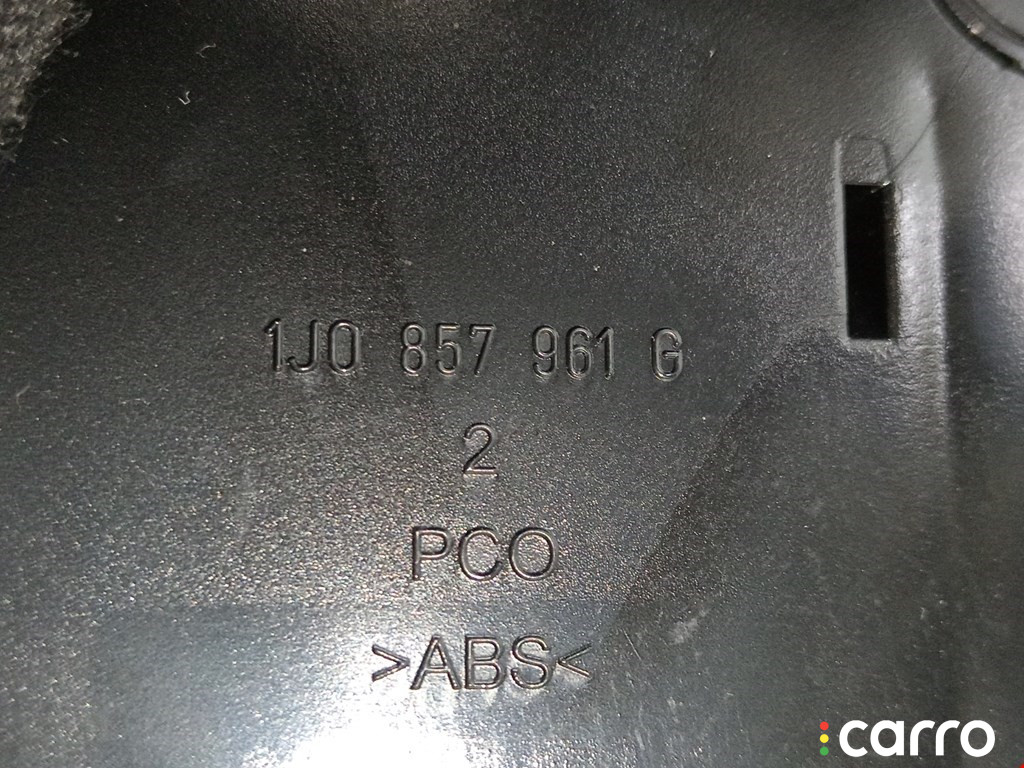 1J0 857 961 G
2
PCO
>ABS<
carro